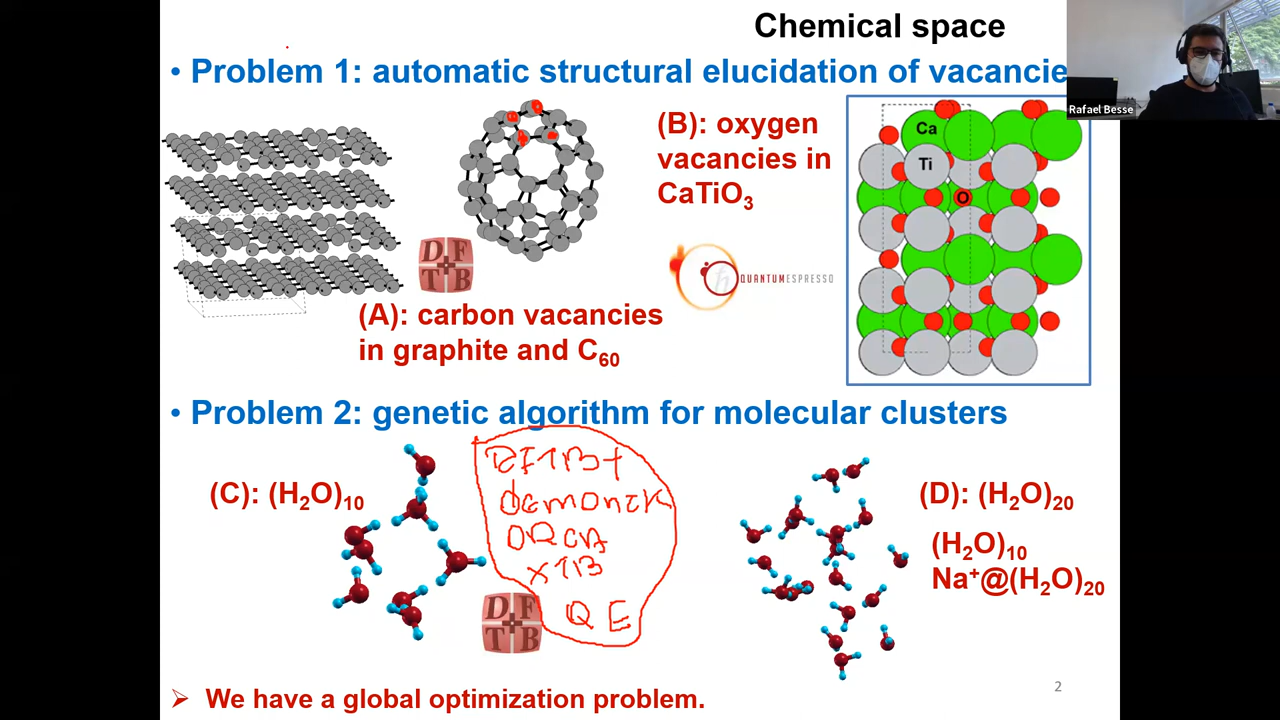 Chemical space
• Problem 1: automatic structural elucidation of vacancie
Rafael Besse
(B): oxygen
vacancies in
CaTiO₃
Ca
Ti
O
D F
T B
QUANTUMESPRESSO
(A): carbon vacancies
in graphite and C₆₀
• Problem 2: genetic algorithm for molecular clusters
(C): (H₂O)₁₀
DFTB+
demonzk
ORCA
xTB
QE
D F
T B
(D): (H₂O)₂₀
(H₂O)₁₀
Na⁺@(H₂O)₂₀
➢ We have a global optimization problem.
2